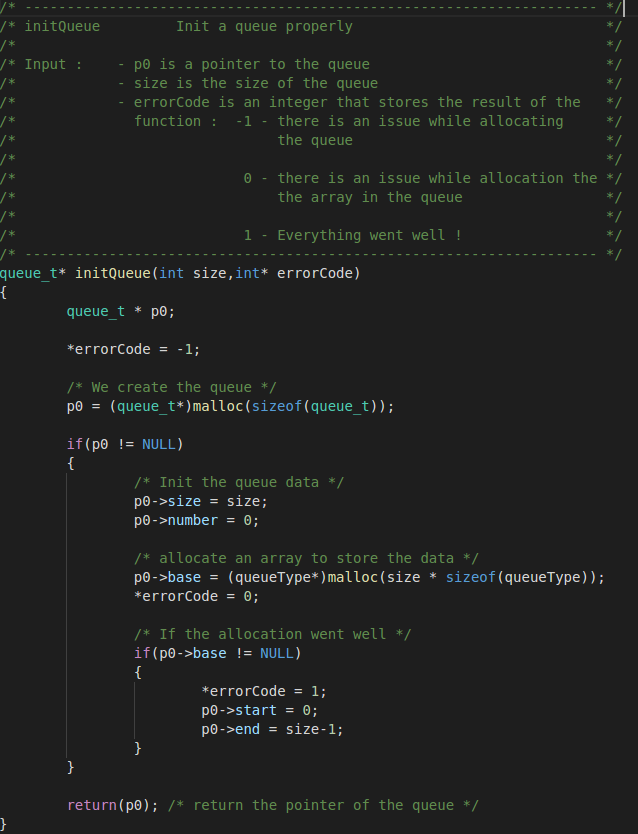 /* -------------------------------------------------------------------- */
/* initQueue         Init a queue properly                              */
/*                                                                      */
/* Input :    - p0 is a pointer to the queue                            */
/*            - size is the size of the queue                           */
/*            - errorCode is an integer that stores the result of the   */
/*              function :  -1 - there is an issue while allocating     */
/*                               the queue                              */
/*                                                                      */
/*                           0 - there is an issue while allocation the */
/*                               the array in the queue                 */
/*                                                                      */
/*                           1 - Everything went well !                 */
/* -------------------------------------------------------------------- */
queue_t* initQueue(int size,int* errorCode)
{
        queue_t * p0;

        *errorCode = -1;

        /* We create the queue */
        p0 = (queue_t*)malloc(sizeof(queue_t));

        if(p0 != NULL)
        {
                /* Init the queue data */
                p0->size = size;
                p0->number = 0;

                /* allocate an array to store the data */
                p0->base = (queueType*)malloc(size * sizeof(queueType));
                *errorCode = 0;

                /* If the allocation went well */
                if(p0->base != NULL)
                {
                        *errorCode = 1;
                        p0->start = 0;
                        p0->end = size-1;
                }
        }

        return(p0); /* return the pointer of the queue */
}